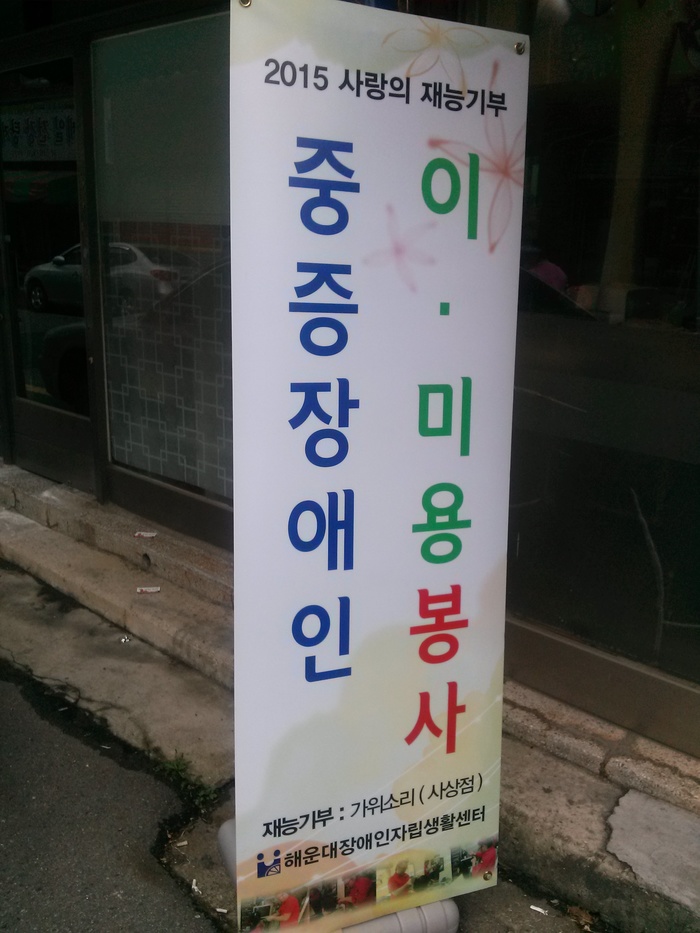 2015 사랑의 재능기부
중증장애인
이·미용봉사
재능기부 : 가위소리 ( 사상점 )
해운대장애인자립생활센터